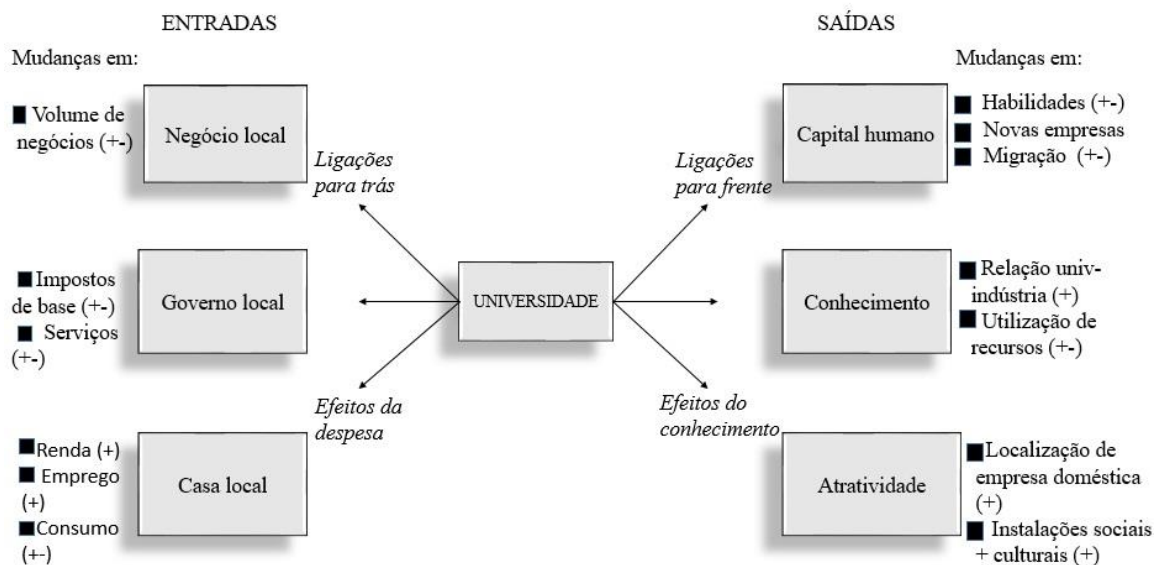 ENTRADAS
Mudanças em:
Volume de
negócios (+-)
Negócio local
Ligações
para trás
Impostos
de base (+-)
Serviços
(+-)
Governo local
Efeitos da
despesa
Renda (+)
Emprego
(+)
Consumo
(+-)
Casa local
UNIVERSIDADE
SAÍDAS
Mudanças em:
Ligações
para frente
Capital humano
Habilidades (+-)
Novas empresas
Migração (+-)
Conhecimento
Relação univ-
indústria (+)
Utilização de
recursos (+-)
Efeitos do
conhecimento
Atratividade
Localização de
empresa doméstica
(+)
Instalações sociais
+ culturais (+)